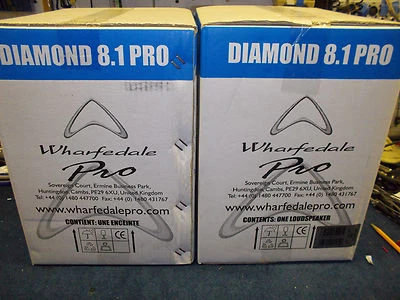 DIAMOND 8.1 PRO
Wharfedale
Pro
Sovereign Court, Ermine Business Park,
Huntingdon, Cambs, PE29 6XU, United Kingdom
Tel: +44 (0) 1480 447700 Fax: +44 (0) 1480 431767
www.wharfedalepro.com
CONTENU: UNE ENCEINTE
CE
DIAMOND 8.1 PRO
Wharfedale
Pro
Sovereign Court, Ermine Business Park,
Huntingdon, Cambs, PE29 6XU, United Kingdom
Tel: +44 (0) 1480 447700 Fax: +44 (0) 1480 431767
www.wharfedalepro.com
CONTENTS: ONE LOUDSPEAKER
CE